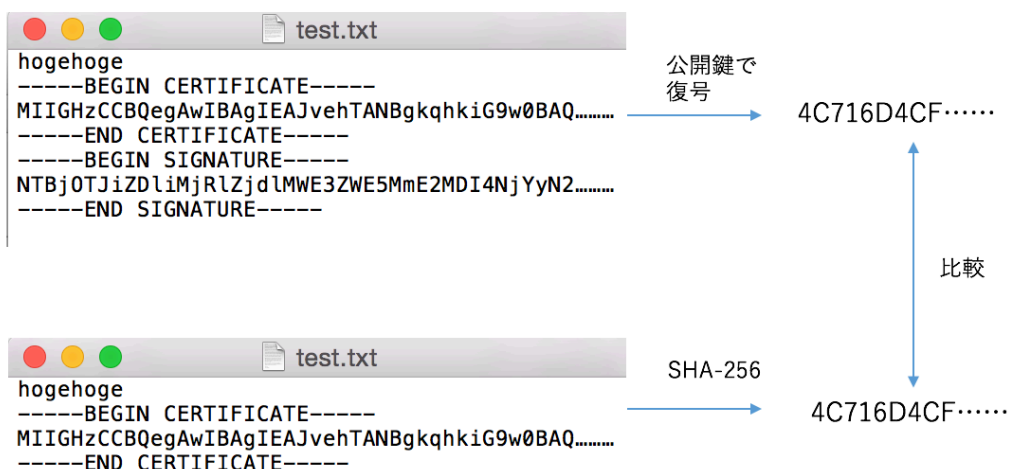 test.txt
hogehoge
-----BEGIN CERTIFICATE-----
MIIGHzCCBQegAwIBAgIEAJvehTANBgkqhkiG9w0BAQ………
-----END CERTIFICATE-----
-----BEGIN SIGNATURE-----
NTBjOTJiZDliMjRlZjdlMWE3ZWE5MmE2MDI4NjYyN2………
-----END SIGNATURE-----
公開鍵で
復号
4C716D4CF……
比較
test.txt
hogehoge
-----BEGIN CERTIFICATE-----
MIIGHzCCBQegAwIBAgIEAJvehTANBgkqhkiG9w0BAQ………
-----END CERTIFICATE-----
SHA-256
4C716D4CF……